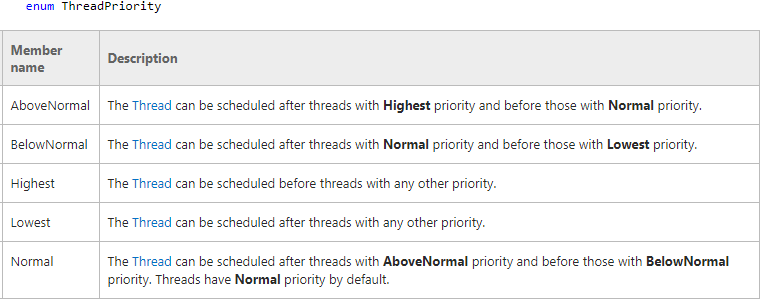 enum ThreadPriority
Member
name
Description
AboveNormal
The Thread can be scheduled after threads with Highest priority and before those with Normal priority.
BelowNormal
The Thread can be scheduled after threads with Normal priority and before those with Lowest priority.
Highest
The Thread can be scheduled before threads with any other priority.
Lowest
The Thread can be scheduled after threads with any other priority.
Normal
The Thread can be scheduled after threads with AboveNormal priority and before those with BelowNormal
priority. Threads have Normal priority by default.